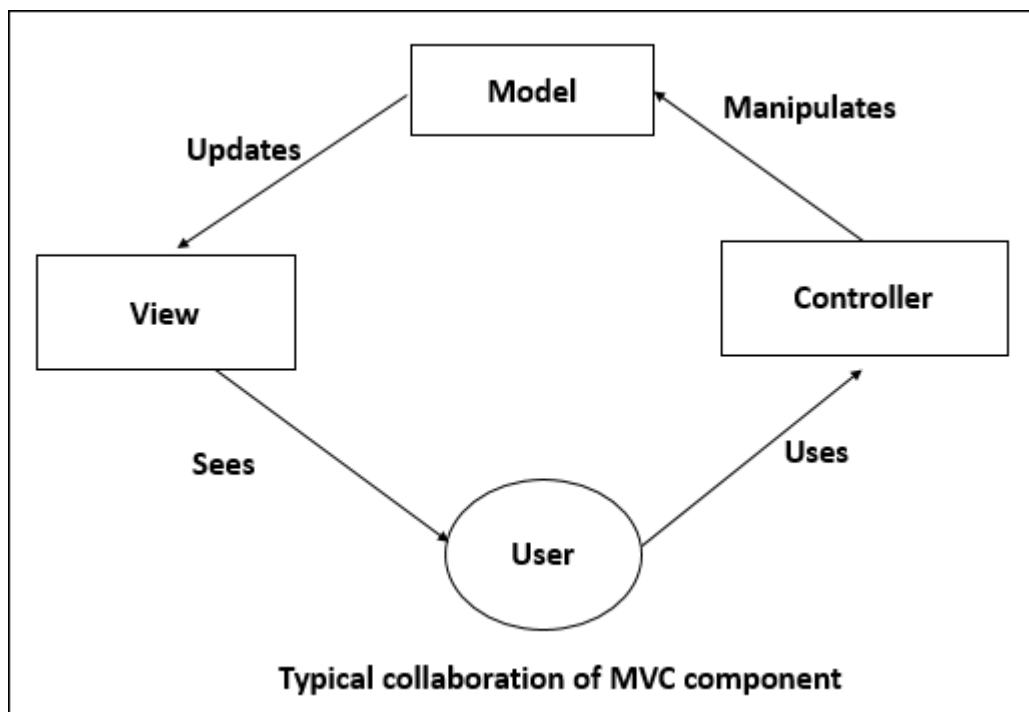 Model
Manipulates
Updates
View
Controller
Sees
Uses
User
Typical collaboration of MVC component